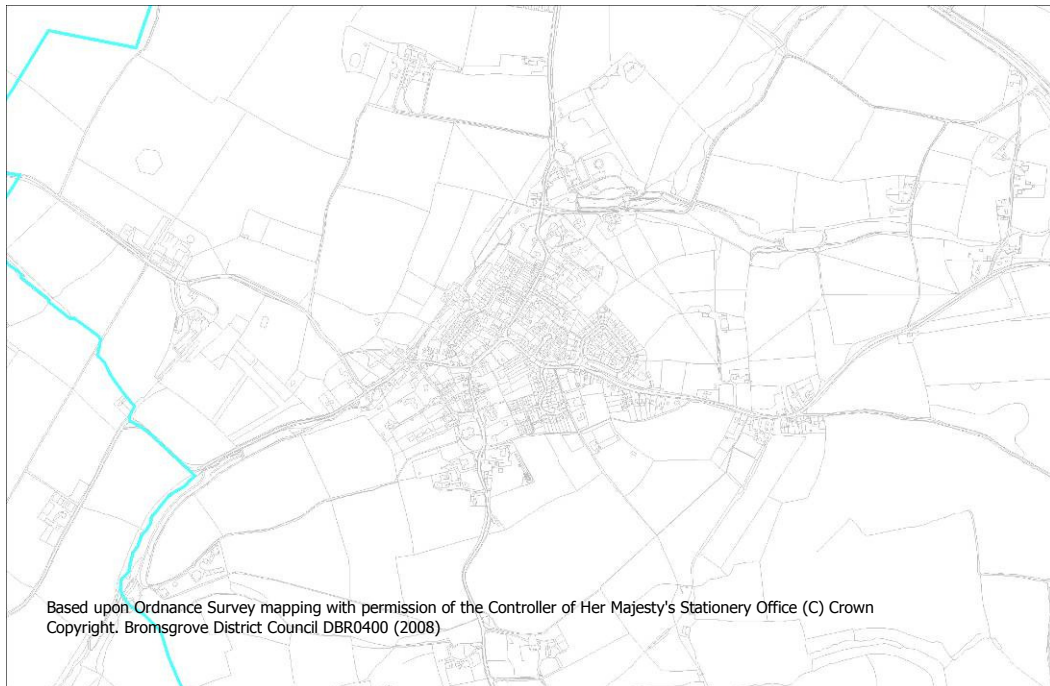 Based upon Ordnance Survey mapping with permission of the Controller of Her Majesty's Stationery Office (C) Crown
Copyright. Bromsgrove District Council DBR0400 (2008)